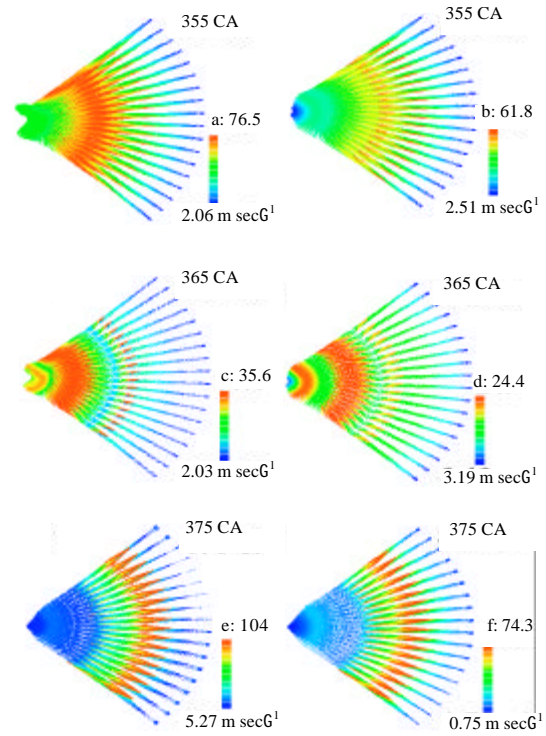 355 CA
a: 76.5
2.06 m secG¹
355 CA
b: 61.8
2.51 m secG¹
365 CA
c: 35.6
2.03 m secG¹
365 CA
d: 24.4
3.19 m secG¹
375 CA
e: 104
5.27 m secG¹
375 CA
f: 74.3
0.75 m secG¹